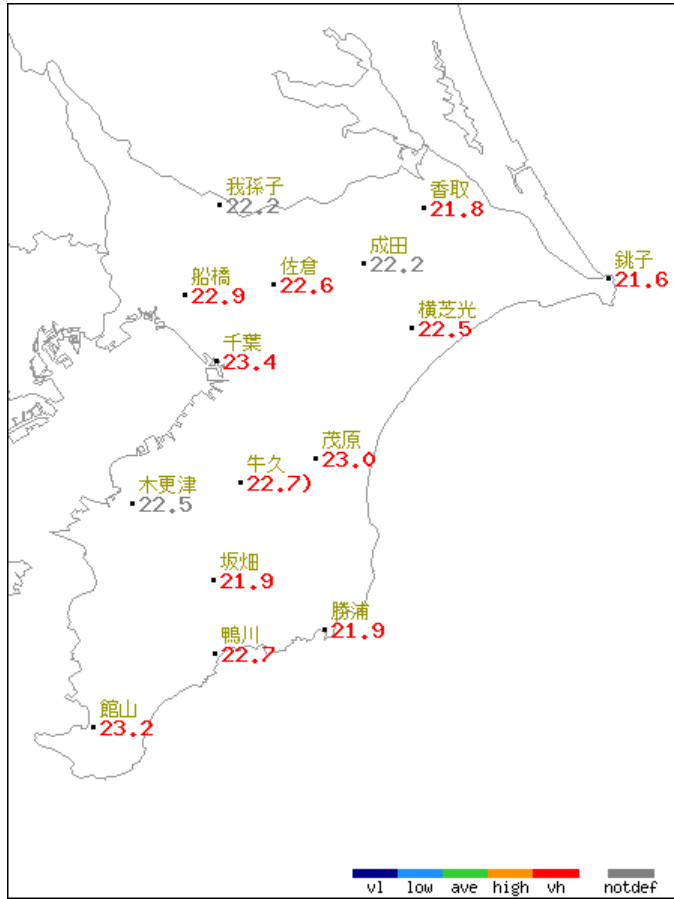 我孫子
22.2
香取
21.8
成田
22.2
銚子
21.6
船橋
22.9
佐倉
22.6
横芝光
22.5
千葉
23.4
茂原
23.0
牛久
22.7)
木更津
22.5
坂畑
21.9
勝浦
21.9
鴨川
22.7
館山
23.2
vl low ave high vh notdef